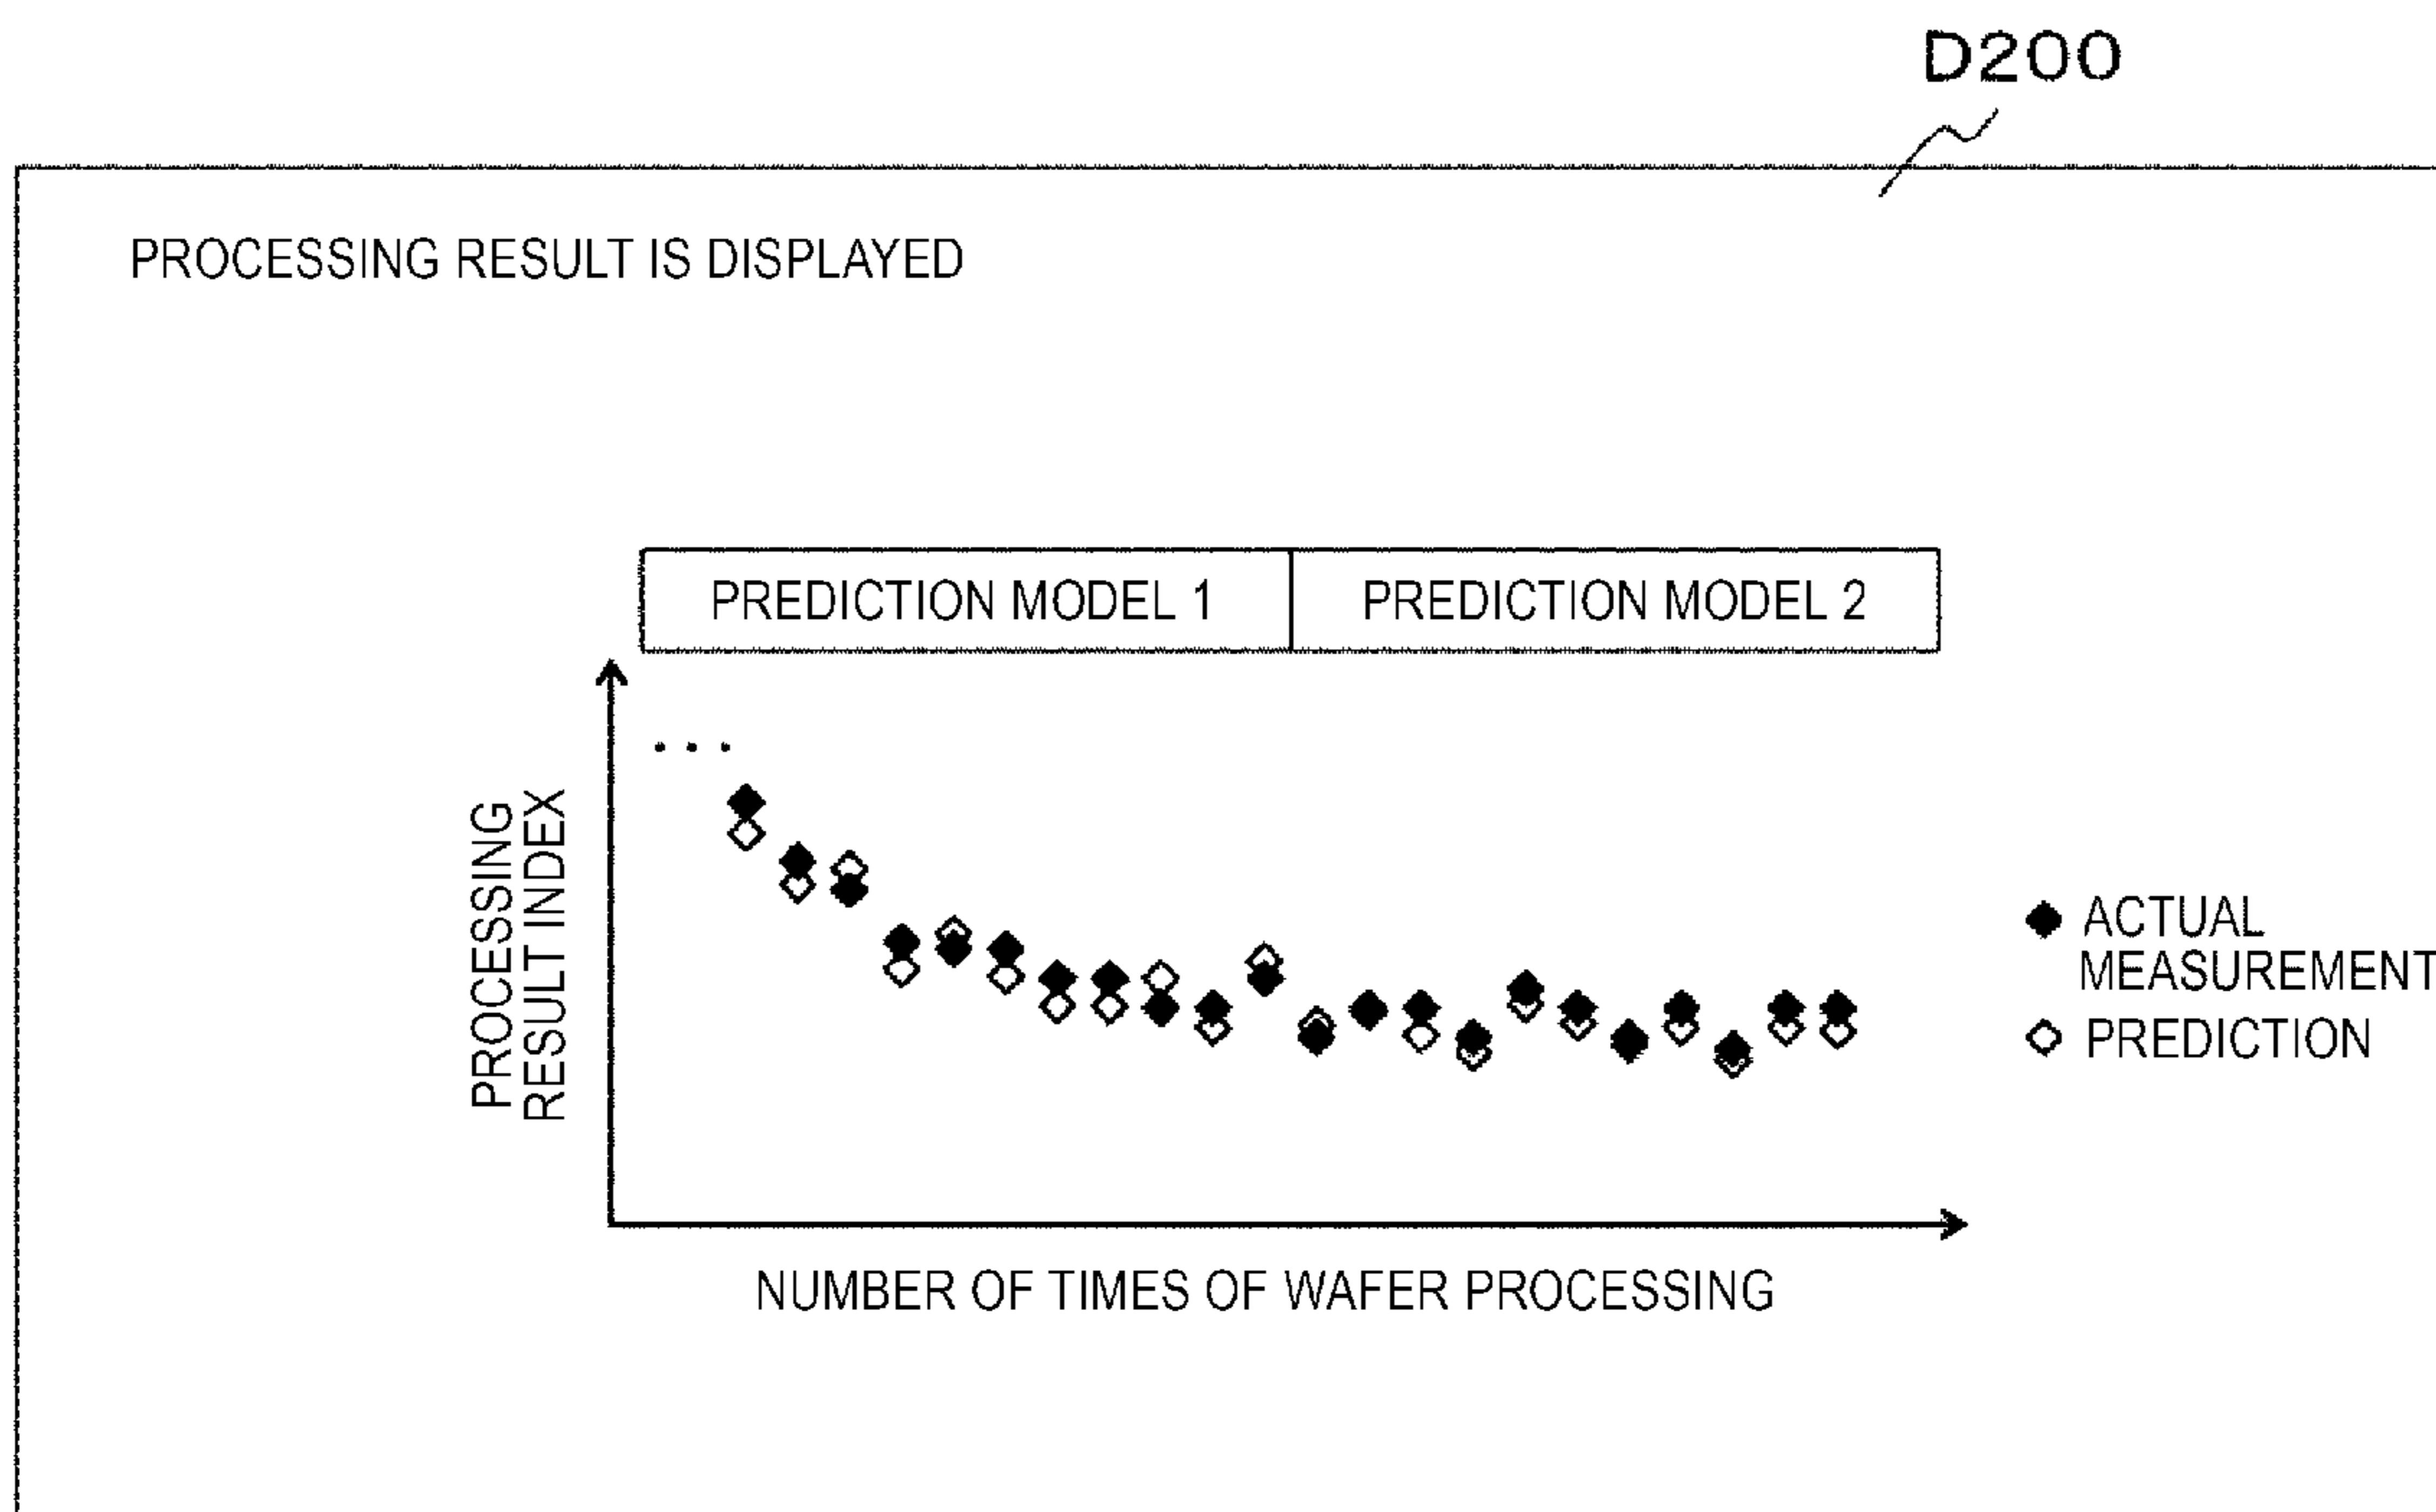 D200
PROCESSING RESULT IS DISPLAYED
PREDICTION MODEL 1
PREDICTION MODEL 2
PROCESSING
RESULT INDEX
ACTUAL
MEASUREMENT
PREDICTION
NUMBER OF TIMES OF WAFER PROCESSING